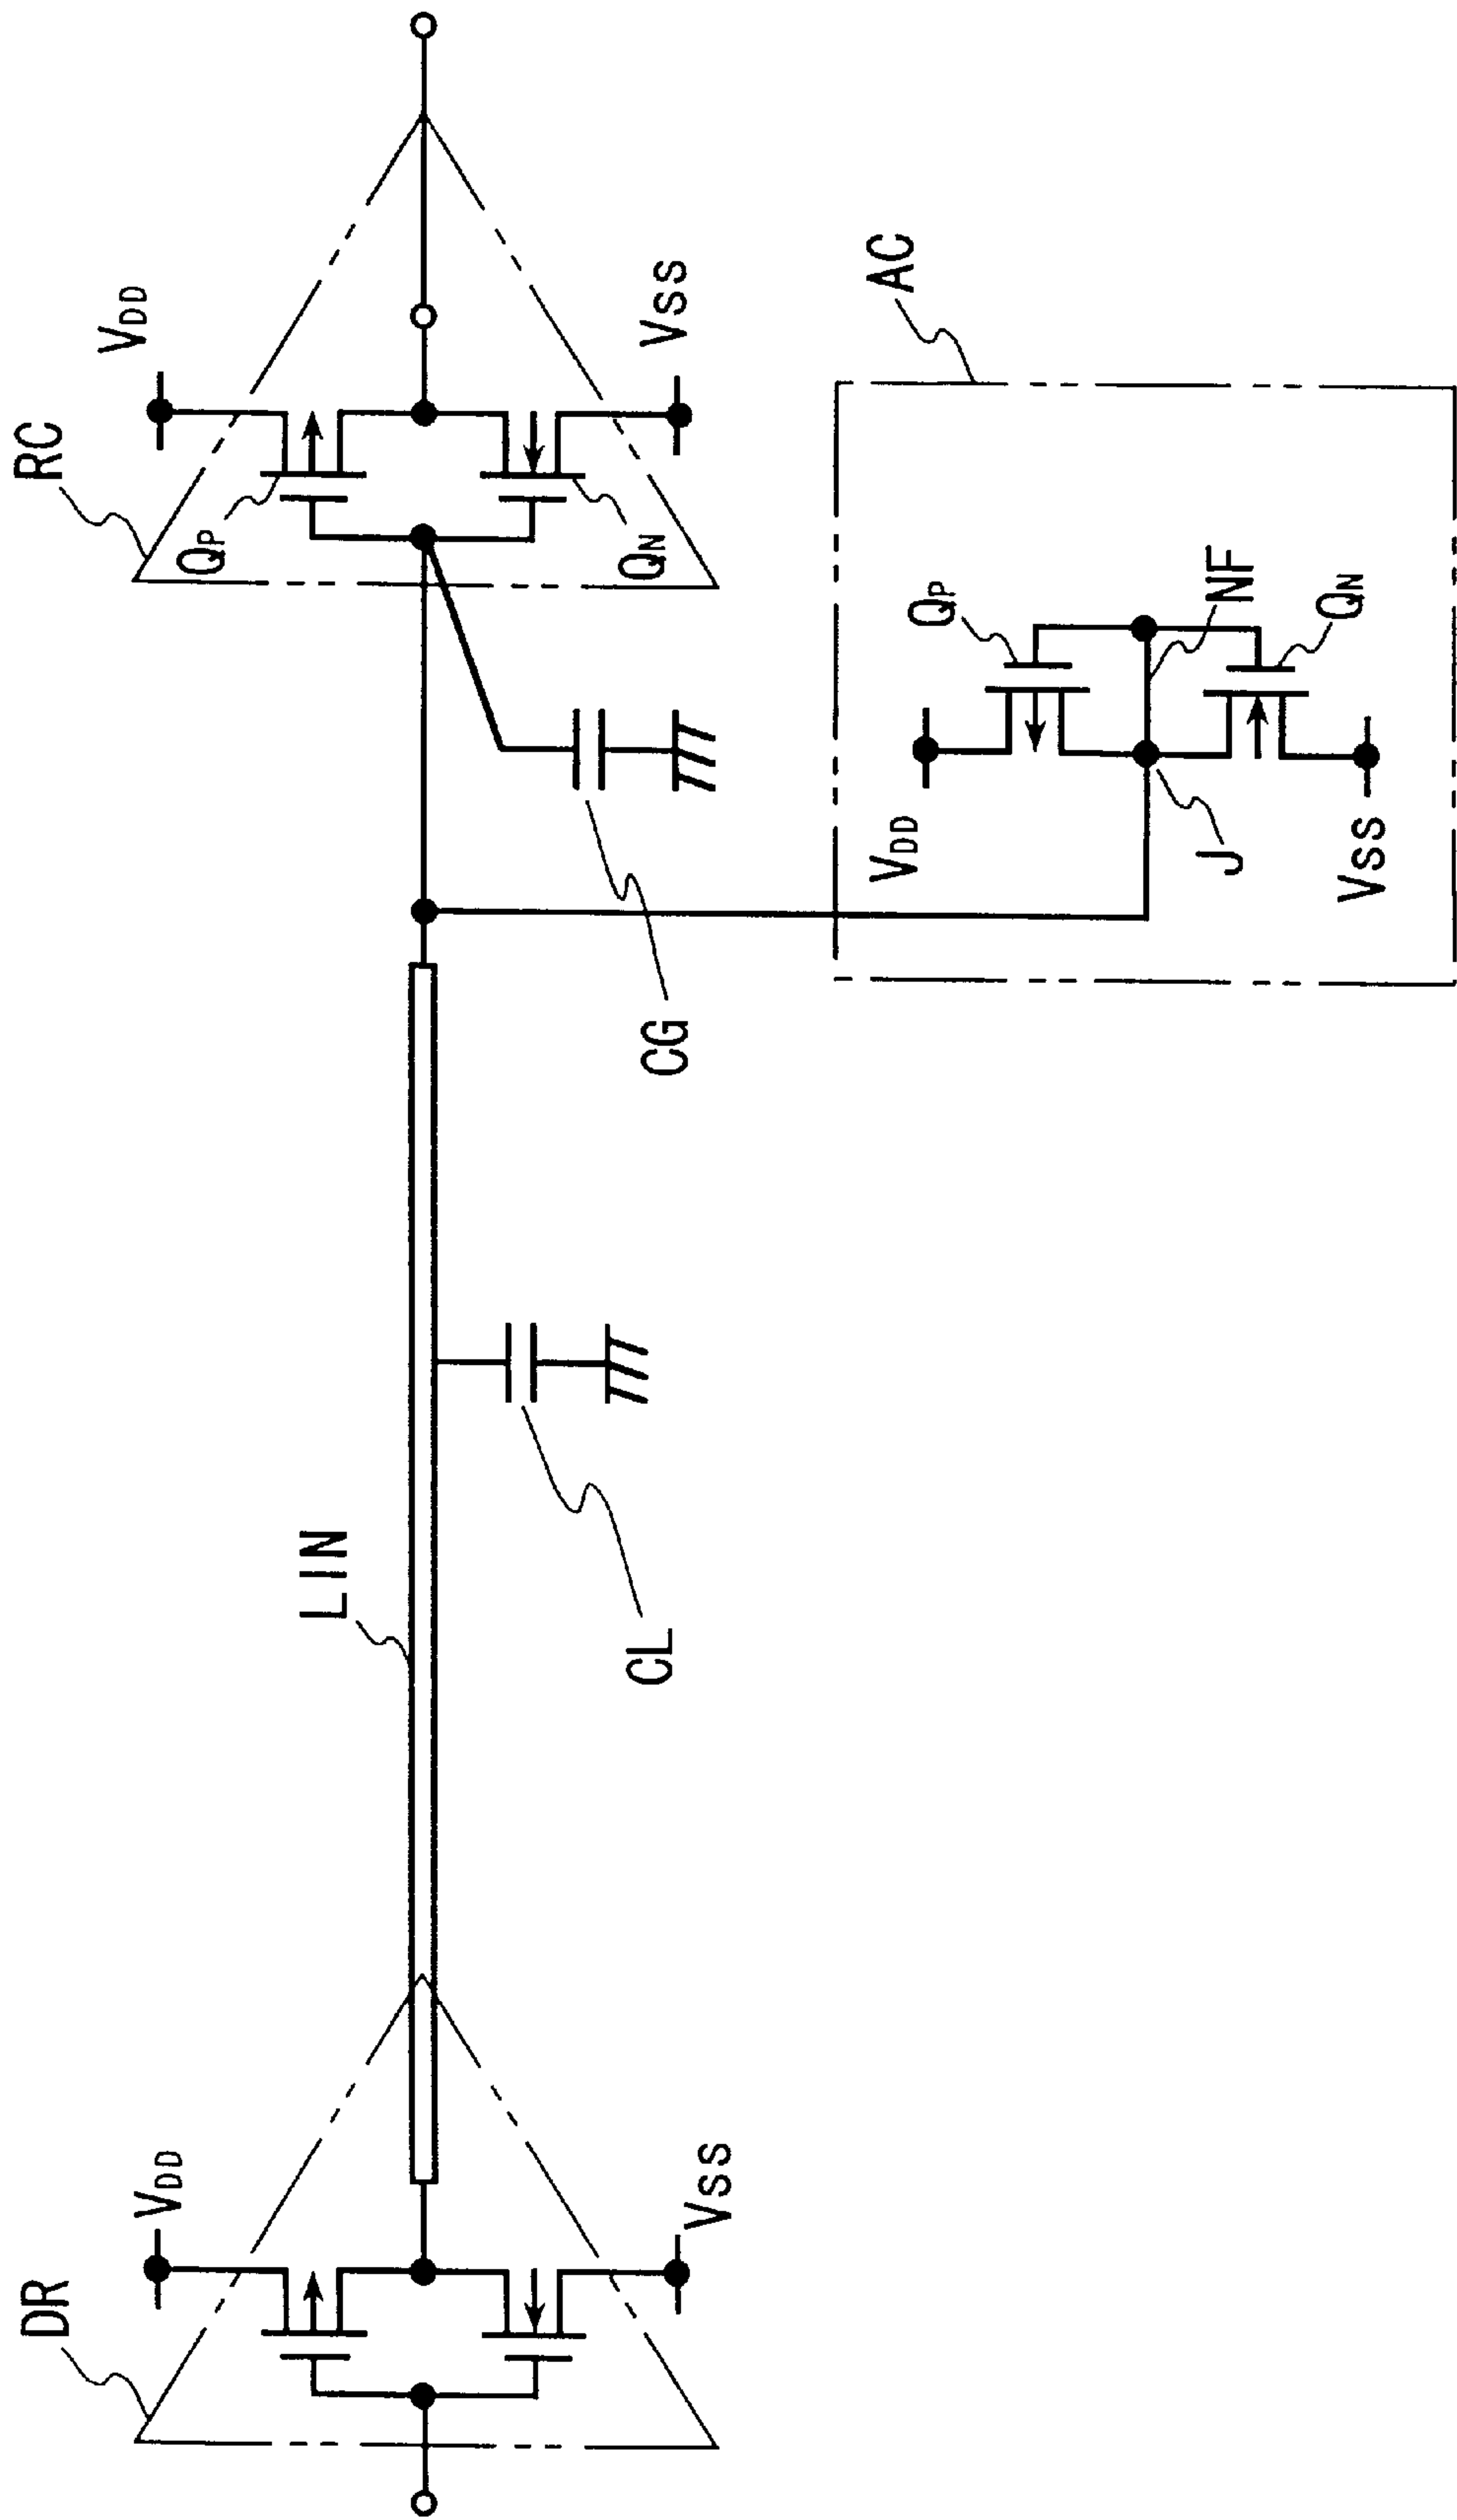 DR
VDD
VSS
LIN
CL
CG
RC
VDD
QP
QN
VSS
AC
VDD
QP
NF
J
QN
VSS